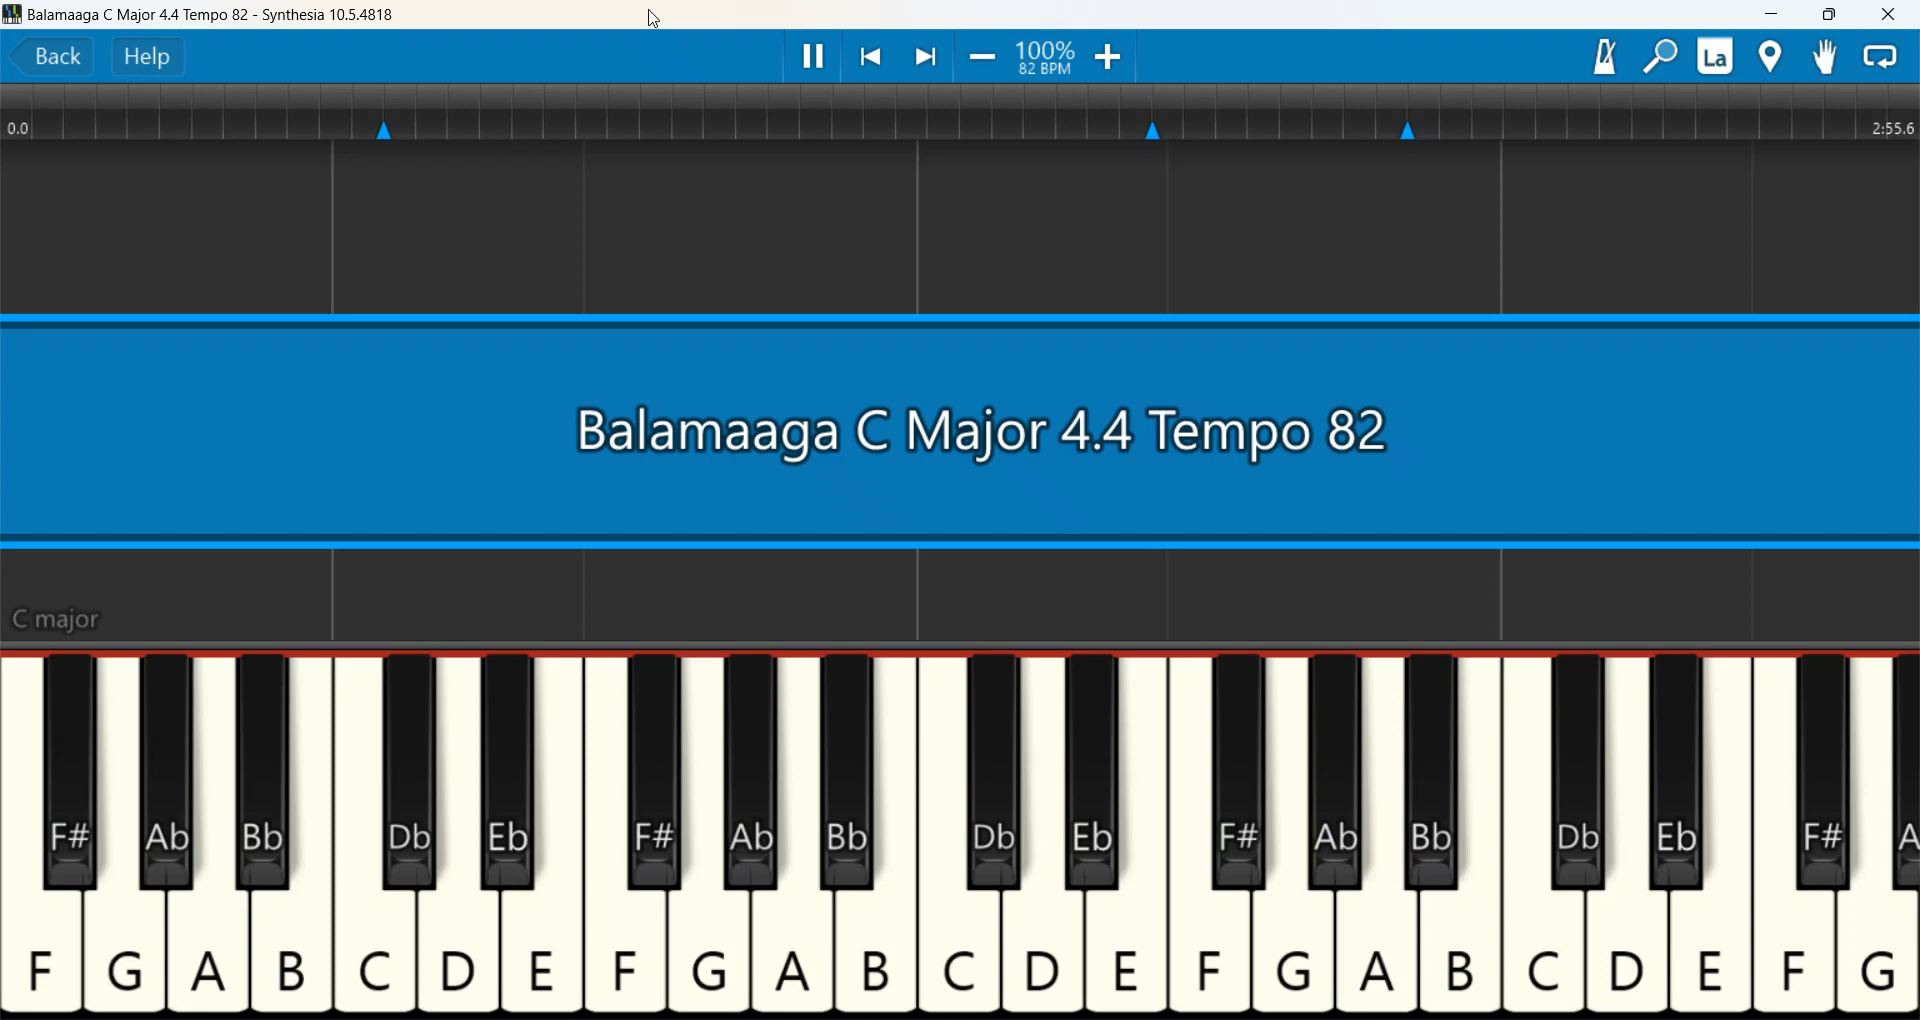 Balamaaga C Major 4.4 Tempo 82 - Synthesia 10.5.4818
Back Help 100% La
82 BPM
0.0 2:55.6
Balamaaga C Major 4.4 Tempo 82
C major
F# Ab Bb Db Eb F# Ab Bb Db Eb F# Ab Bb Db Eb F# A
F G A B C D E F G A B C D E F G A B C D E F G